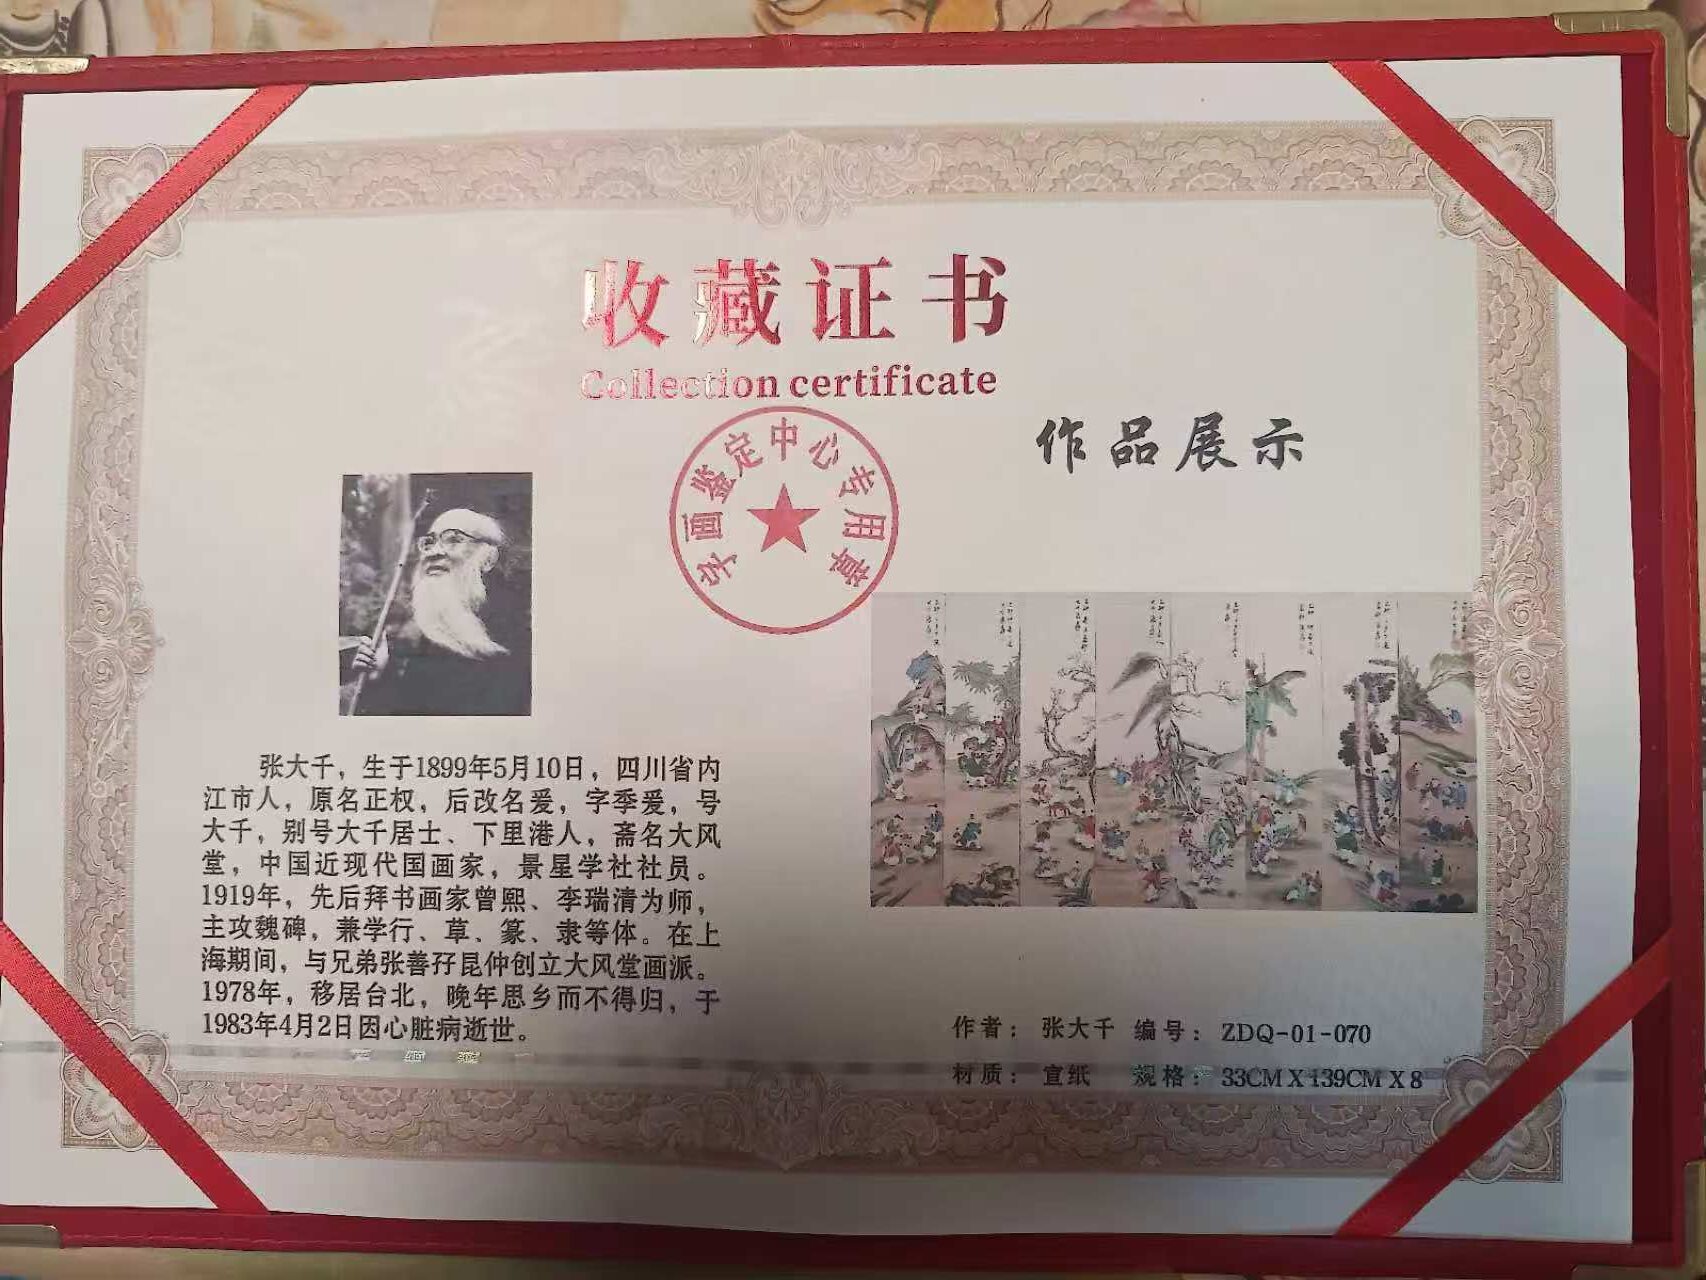 收藏证书
Collection certificate
字画鉴定中心专用章
作品展示
张大千，生于1899年5月10日，四川省内
江市人，原名正权，后改名爰，字季爰，号
大千，别号大千居士、下里港人，斋名大风
堂，中国近现代国画家，景星学社社员。
1919年，先后拜书画家曾熙、李瑞清为师，
主攻魏碑，兼学行、草、篆、隶等体。在上
海期间，与兄弟张善孖昆仲创立大风堂画派。
1978年，移居台北，晚年思乡而不得归，于
1983年4月2日因心脏病逝世。
作者：张大千 编号：ZDQ-01-070
材质：宣纸 规格：33CM X 139CM X 8